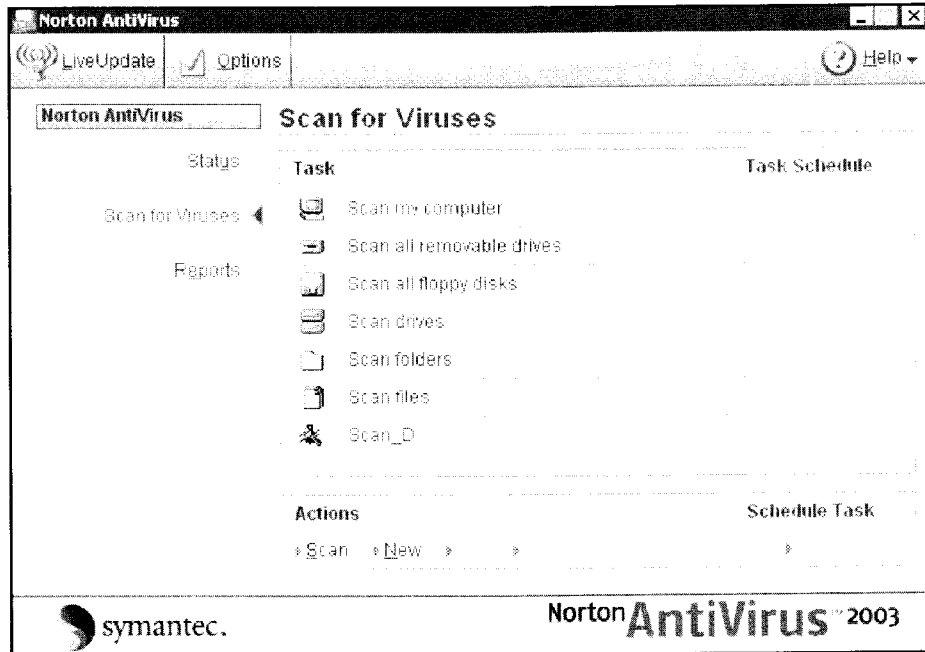 Norton AntiVirus
LiveUpdate Options Help
Norton AntiVirus
Status
Scan for Viruses
Reports
Scan for Viruses
Task Task Schedule
Scan my computer
Scan all removable drives
Scan all floppy disks
Scan drives
Scan folders
Scan files
Scan_D
Actions Schedule Task
Scan New
symantec.
Norton AntiVirus™ 2003